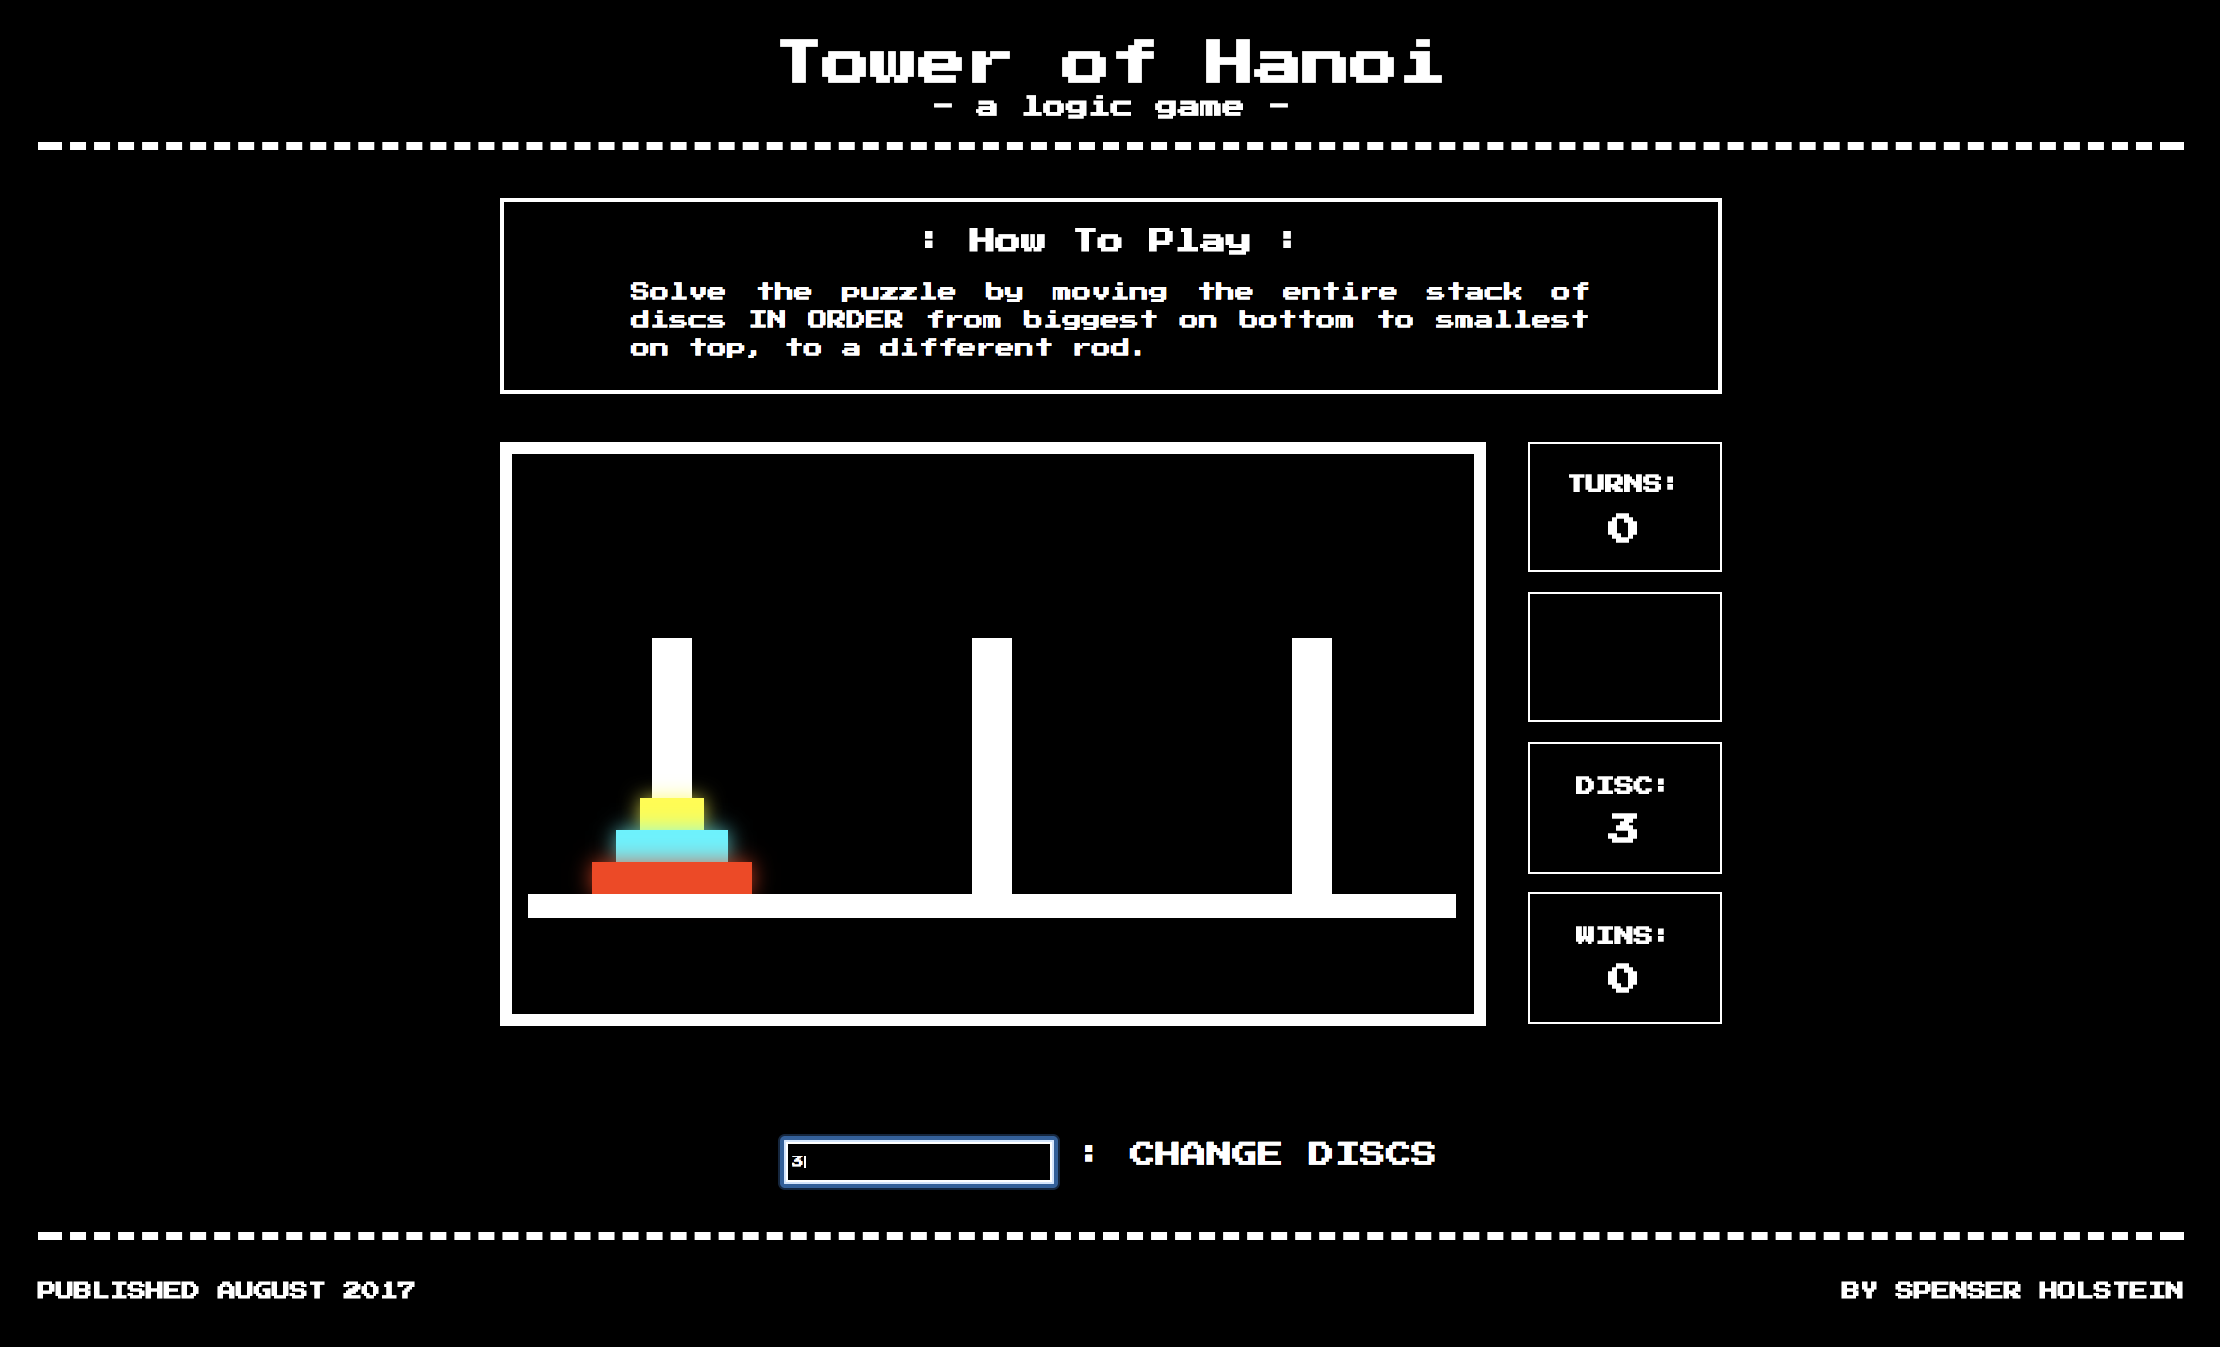 Tower of Hanoi
- a logic game -
: How To Play :
Solve the puzzle by moving the entire stack of
discs IN ORDER from biggest on bottom to smallest
on top, to a different rod.
TURNS:
0
DISC:
3
WINS:
0
3
: CHANGE DISCS
PUBLISHED AUGUST 2017
BY SPENSER HOLSTEIN